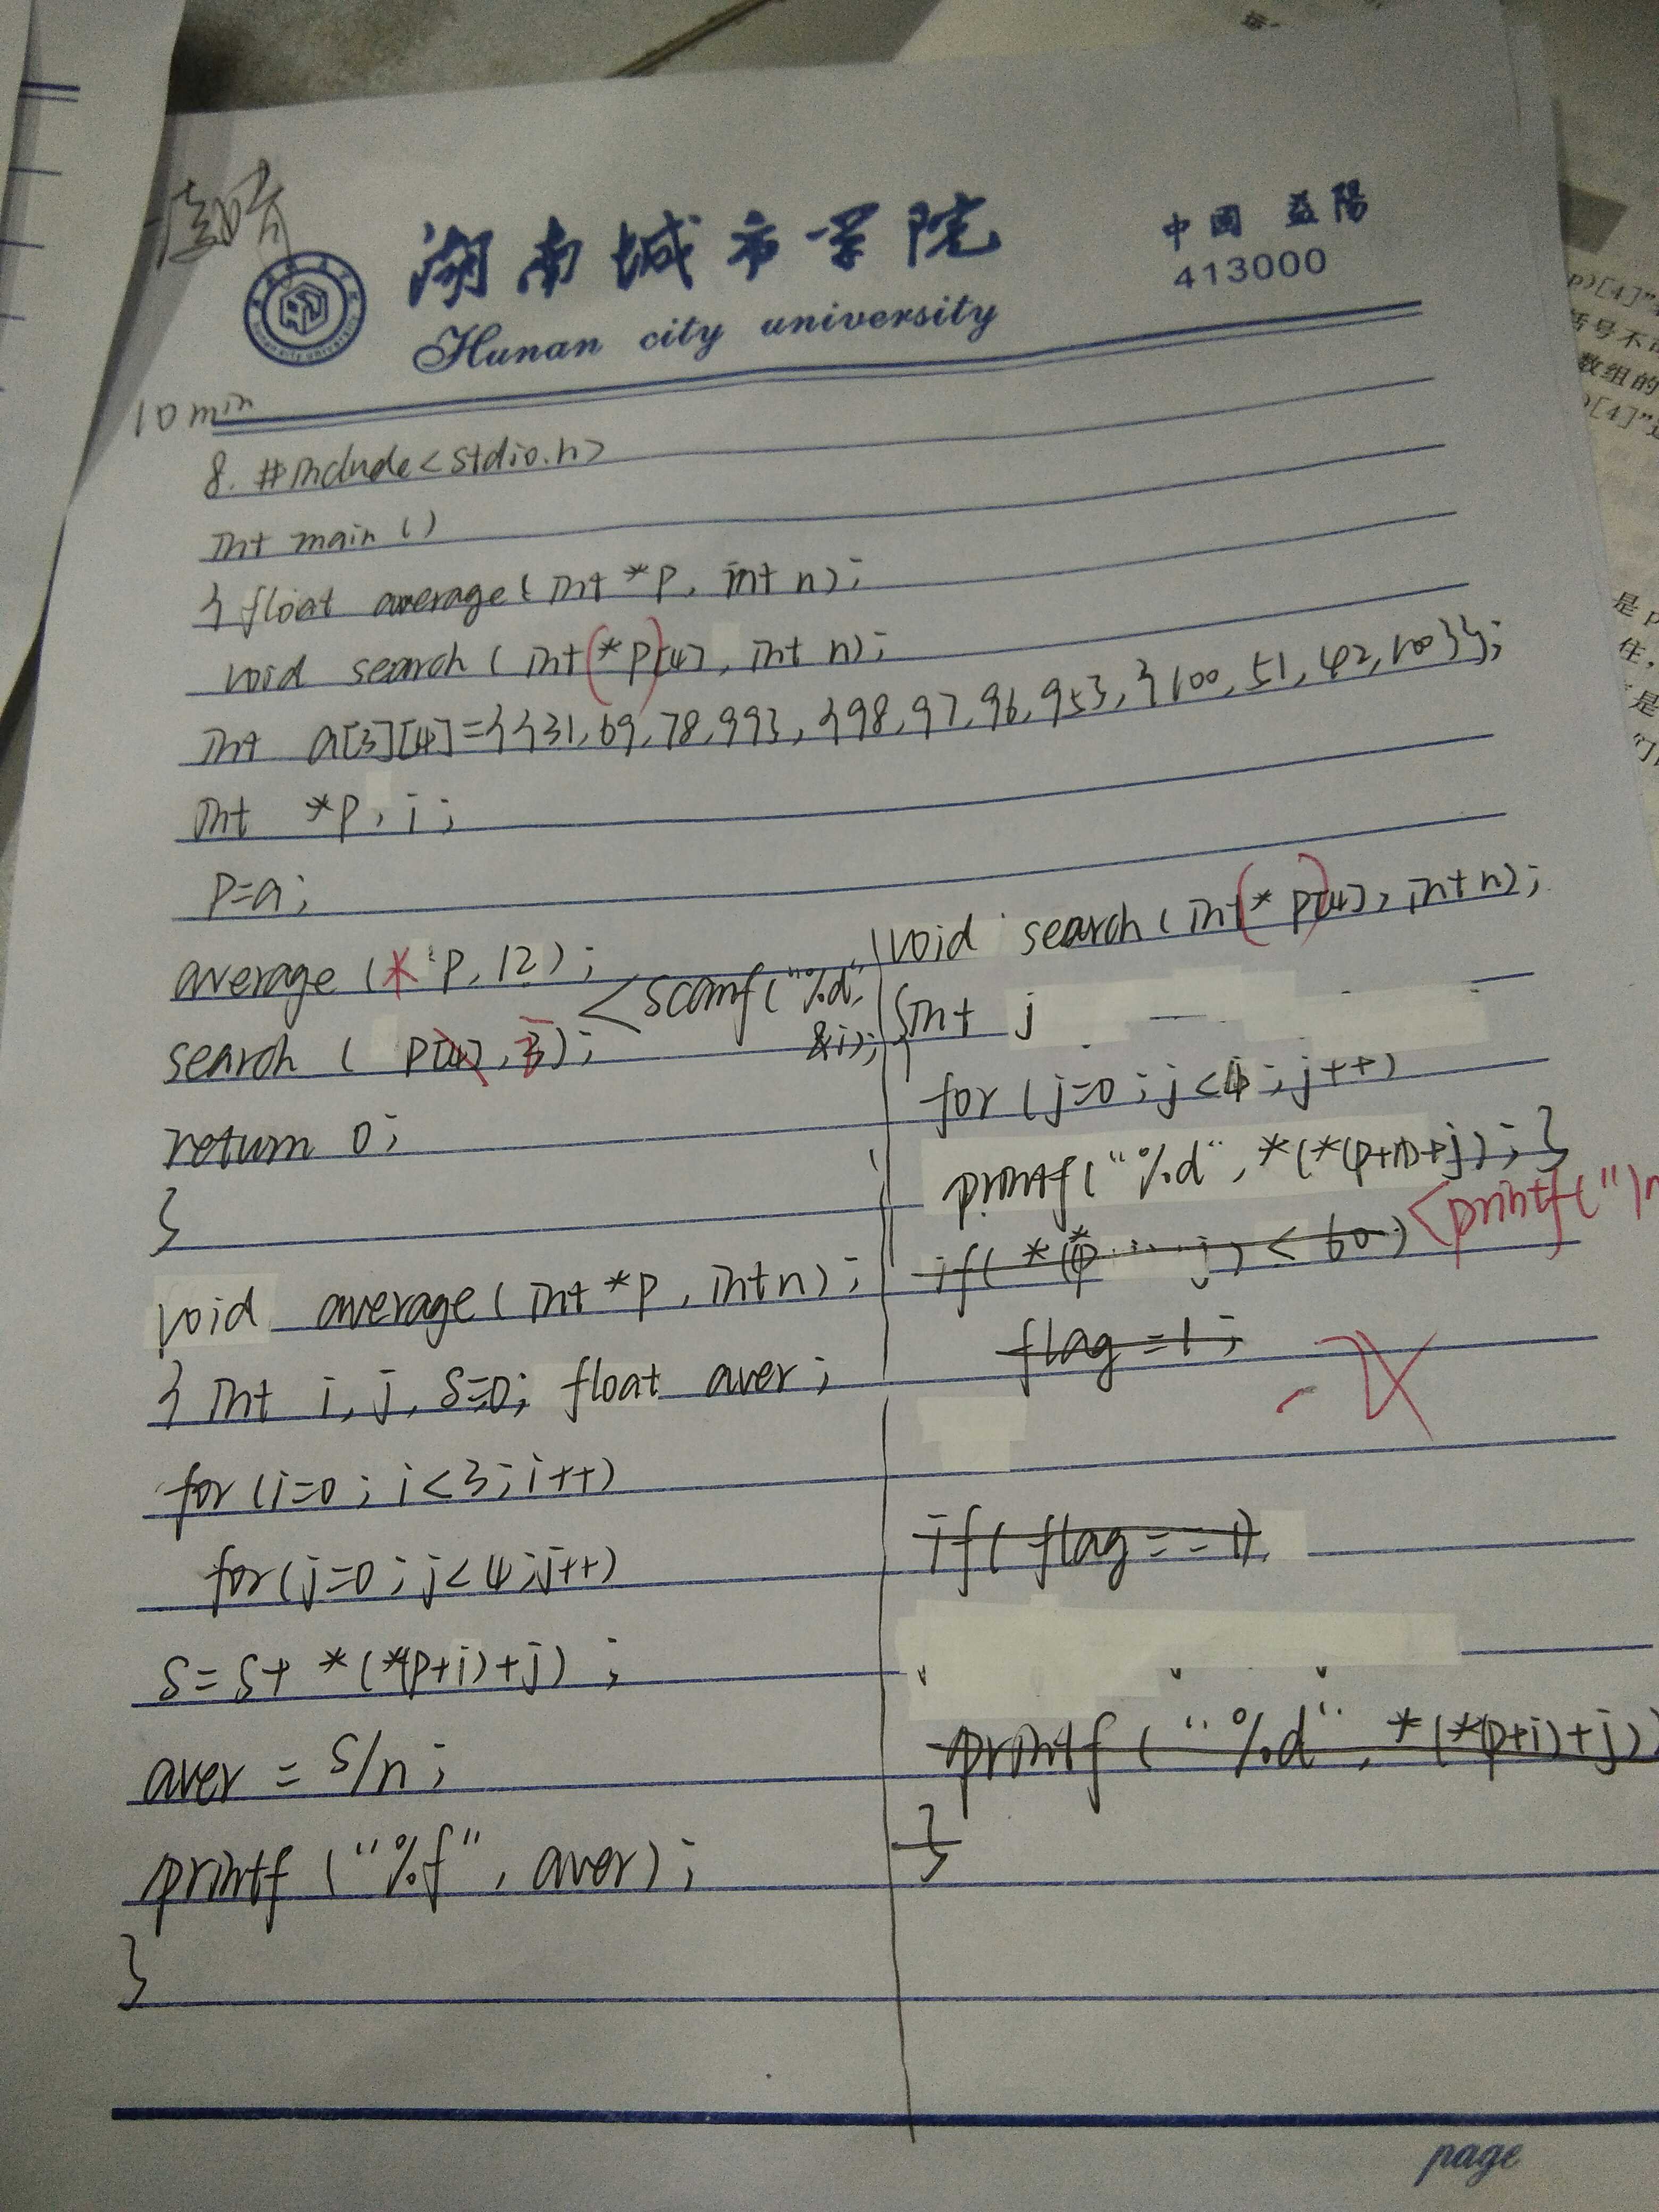 湖南城市学院
Hunan city university
中国 益陽
413000
10 min
8. #include<stdio.h>
int main ()
{ float average(int *p, int n);
void search (int (*p)[4], int n);
int a[3][4]={{31,69,78,99},{98,97,96,95},{100,51,42,100}};
int *p, i;
p=a;
average (* p, 12);
<scanf("%d",
&i);
search ( p[4], 3);
return 0;
}
void average(int *p, int n);
{ int i, j, s=0; float aver;
for (i=0; i<3; i++)
for(j=0; j<4; j++)
s=s+ *(*(p+i)+j);
aver = s/n;
printf ("%f", aver);
}
void search (int (*p)[4], int n);
{int j
for (j=0; j<4; j++)
printf("%d", *(*(p+n)+j); }
<printf("\n
if( *(*p j) < 60)
flag=1;
if( flag==1)
printf ("%d", *(*(p+i)+j))
}
page